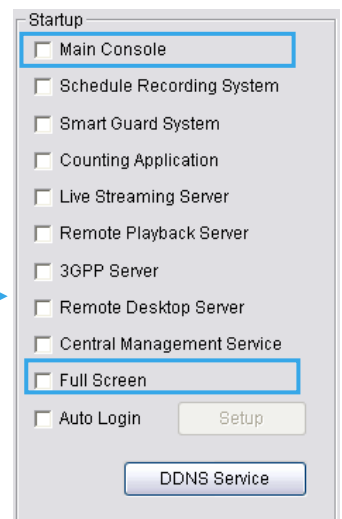 Startup
Main Console
Schedule Recording System
Smart Guard System
Counting Application
Live Streaming Server
Remote Playback Server
3GPP Server
Remote Desktop Server
Central Management Service
Full Screen
Auto Login Setup
DDNS Service